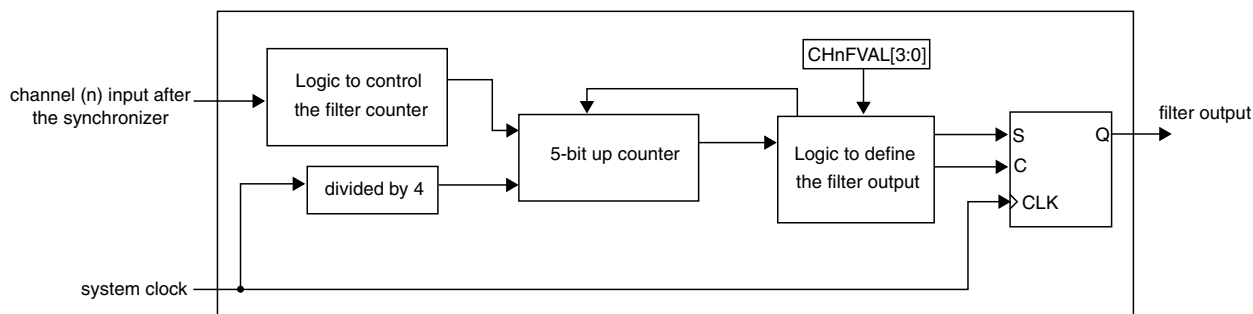 CHnFVAL[3:0]
Logic to control
the filter counter
channel (n) input after
the synchronizer
filter output
S
Q
5-bit up counter
Logic to define
the filter output
C
divided by 4
CLK
system clock